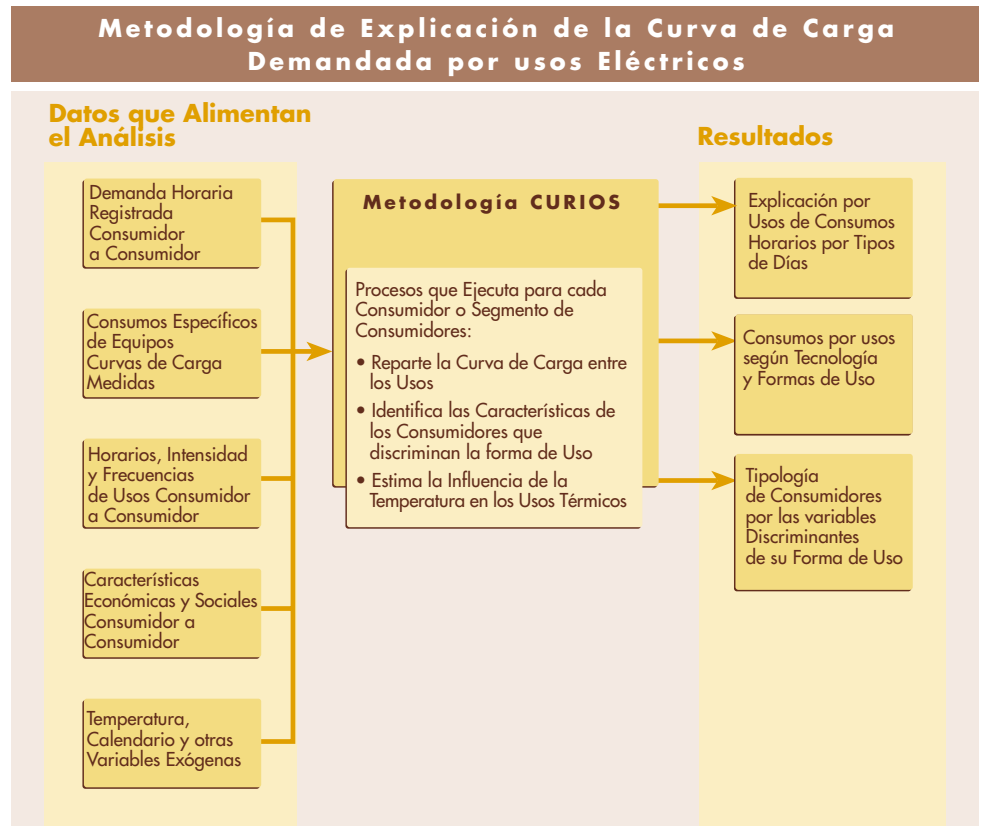 Metodología de Explicación de la Curva de Carga
Demandada por usos Eléctricos
Datos que Alimentan
el Análisis
Demanda Horaria
Registrada
Consumidor
a Consumidor
Consumos Específicos
de Equipos
Curvas de Carga
Medidas
Horarios, Intensidad
y Frecuencias
de Usos Consumidor
a Consumidor
Características
Económicas y Sociales
Consumidor a
Consumidor
Temperatura,
Calendario y otras
Variables Exógenas
Metodología CURIOS
Procesos que Ejecuta para cada
Consumidor o Segmento de
Consumidores:
• Reparte la Curva de Carga entre
los Usos
• Identifica las Características de
los Consumidores que
discriminan la forma de Uso
• Estima la Influencia de la
Temperatura en los Usos Térmicos
Resultados
Explicación por
Usos de Consumos
Horarios por Tipos
de Días
Consumos por usos
según Tecnología
y Formas de Uso
Tipología
de Consumidores
por las variables
Discriminantes
de su Forma de Uso